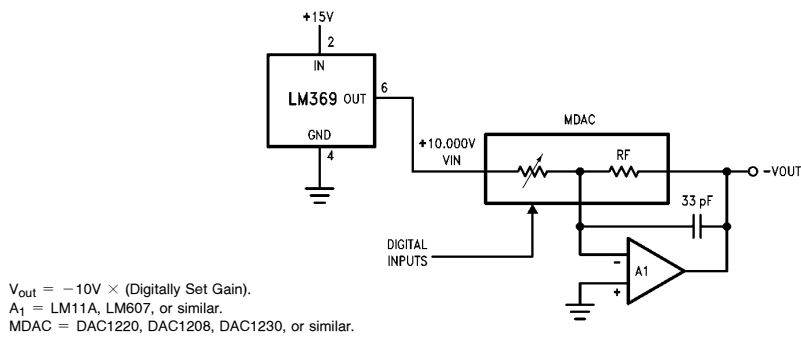 +15V
2
IN
LM369 OUT
6
GND
4
+10.000V
VIN
MDAC
RF
-VOUT
33 pF
DIGITAL
INPUTS
-
A1
+
Vout = −10V × (Digitally Set Gain).
A1 = LM11A, LM607, or similar.
MDAC = DAC1220, DAC1208, DAC1230, or similar.